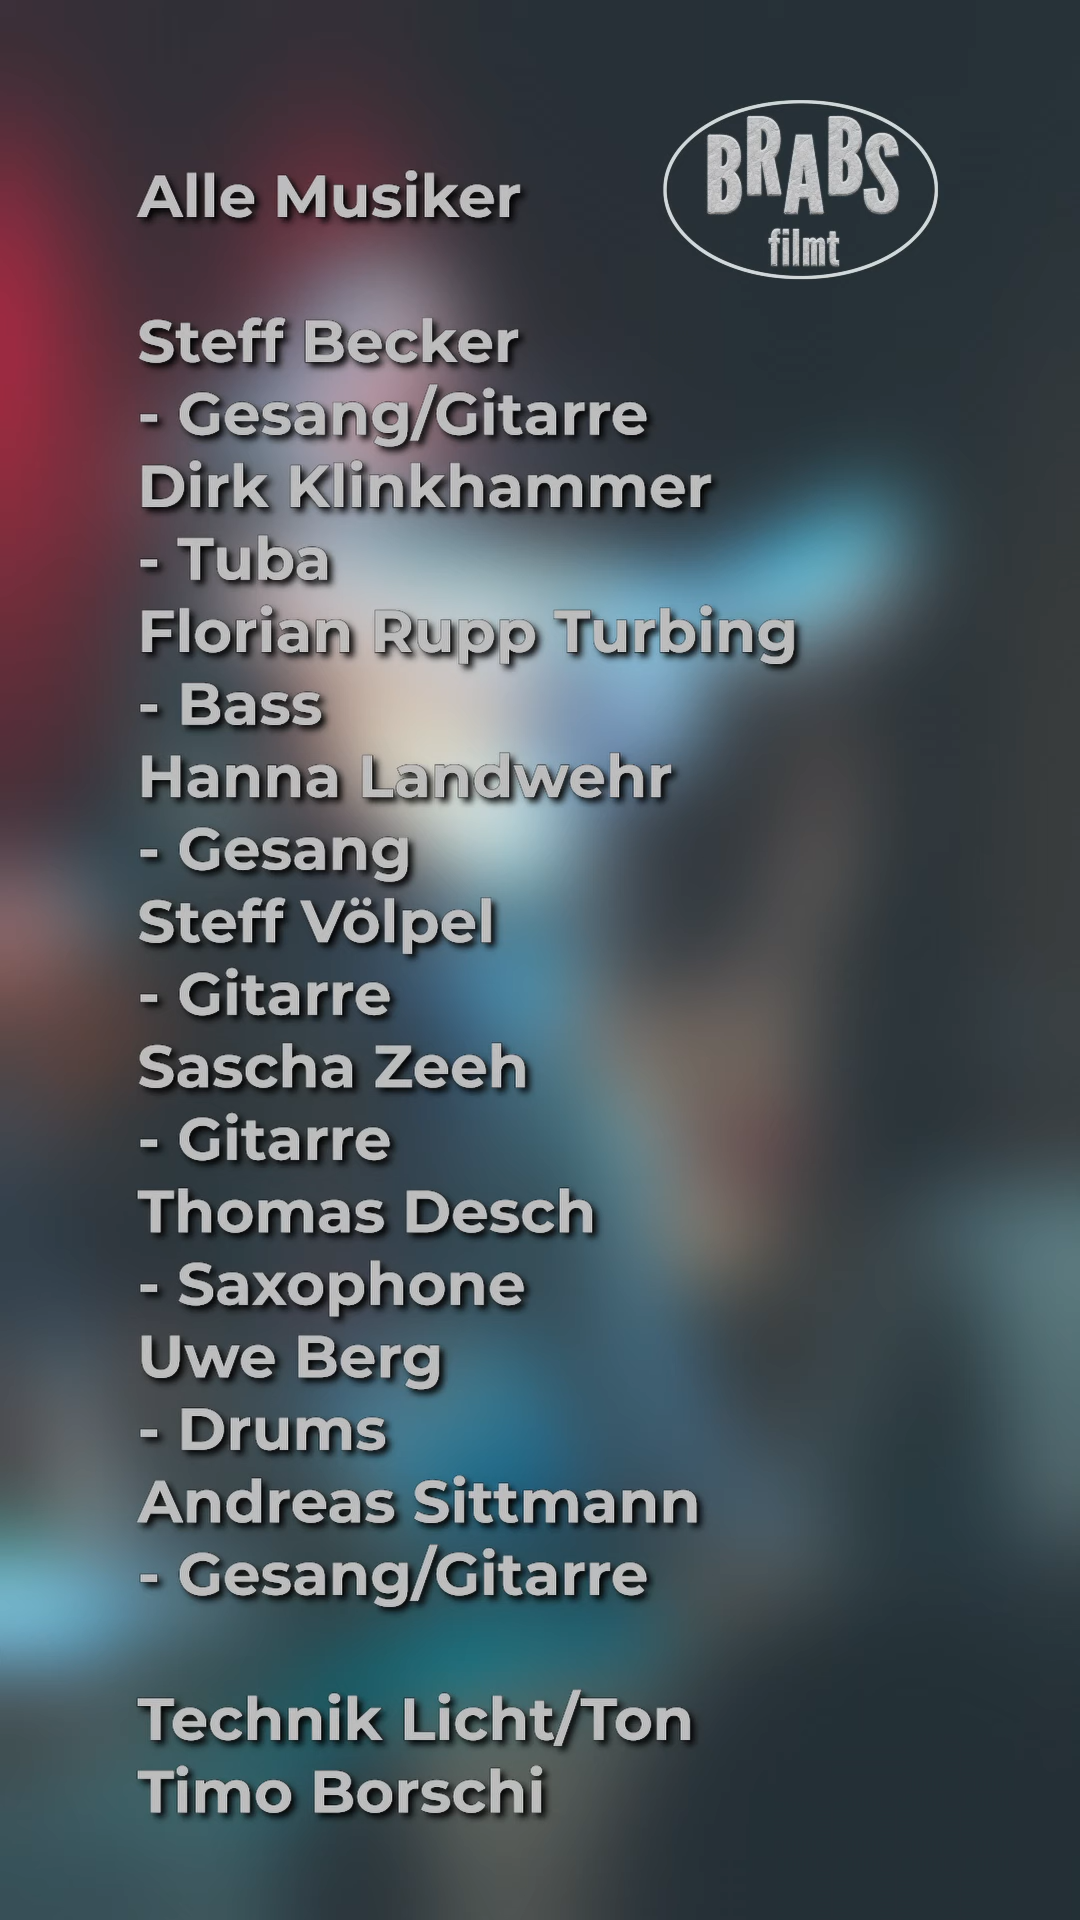 BRABS
filmt
Alle Musiker
Steff Becker
- Gesang/Gitarre
Dirk Klinkhammer
- Tuba
Florian Rupp Turbing
- Bass
Hanna Landwehr
- Gesang
Steff Völpel
- Gitarre
Sascha Zeeh
- Gitarre
Thomas Desch
- Saxophone
Uwe Berg
- Drums
Andreas Sittmann
- Gesang/Gitarre
Technik Licht/Ton
Timo Borschi